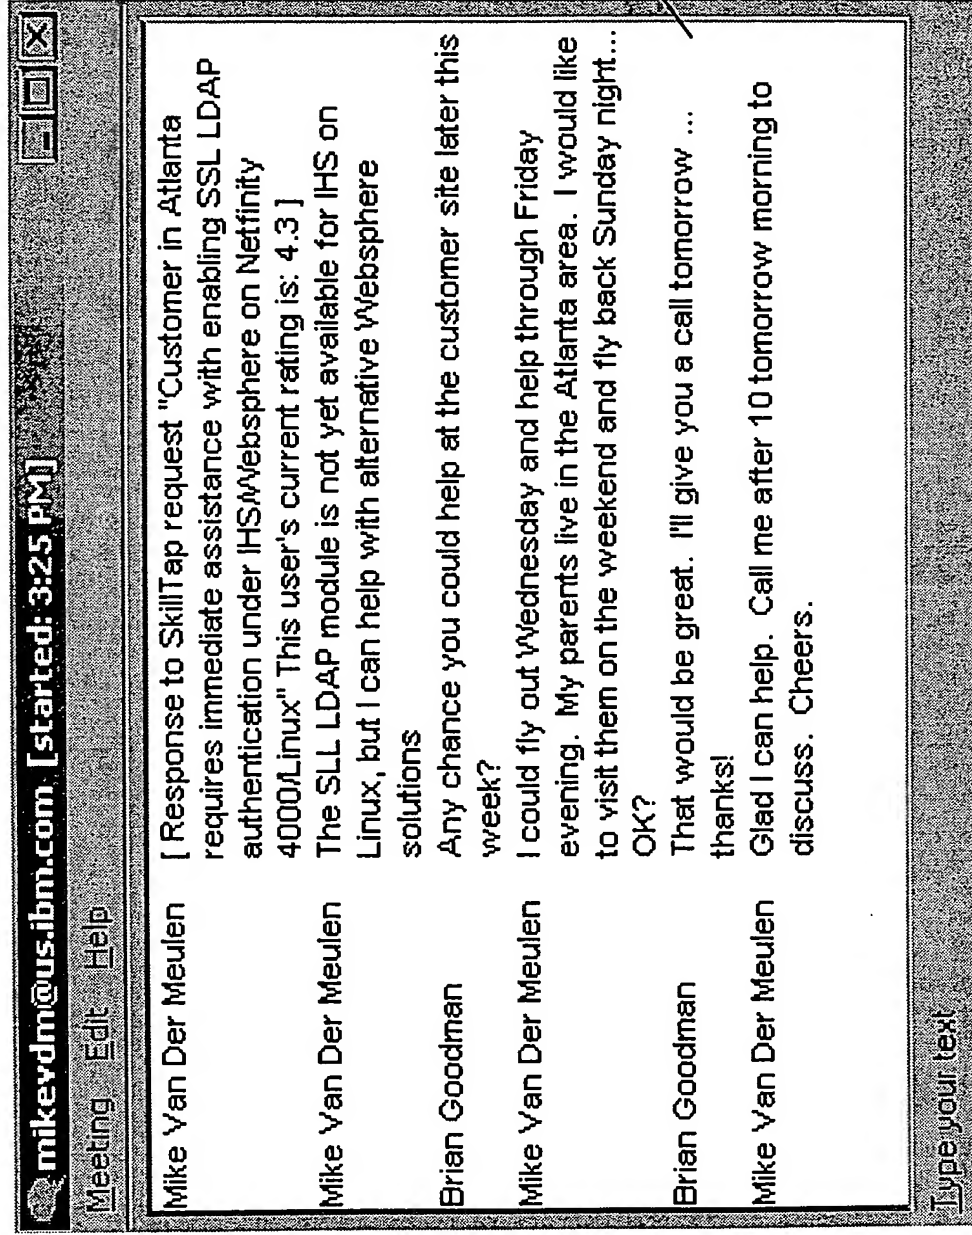 mikevdm@us.ibm.com [started: 3:25 PM]
Meeting Edit Help
Mike Van Der Meulen [ Response to SkillTap request "Customer in Atlanta
requires immediate assistance with enabling SSL LDAP
authentication under IHS/Websphere on Netfinity
4000/Linux" This user's current rating is: 4.3 ]
Mike Van Der Meulen The SLL LDAP module is not yet available for IHS on
Linux, but I can help with alternative Websphere
solutions
Brian Goodman Any chance you could help at the customer site later this
week?
Mike Van Der Meulen I could fly out Wednesday and help through Friday
evening. My parents live in the Atlanta area. I would like
to visit them on the weekend and fly back Sunday night...
OK?
Brian Goodman That would be great. I'll give you a call tomorrow ...
thanks!
Mike Van Der Meulen Glad I can help. Call me after 10 tomorrow morning to
discuss. Cheers.
Type your text